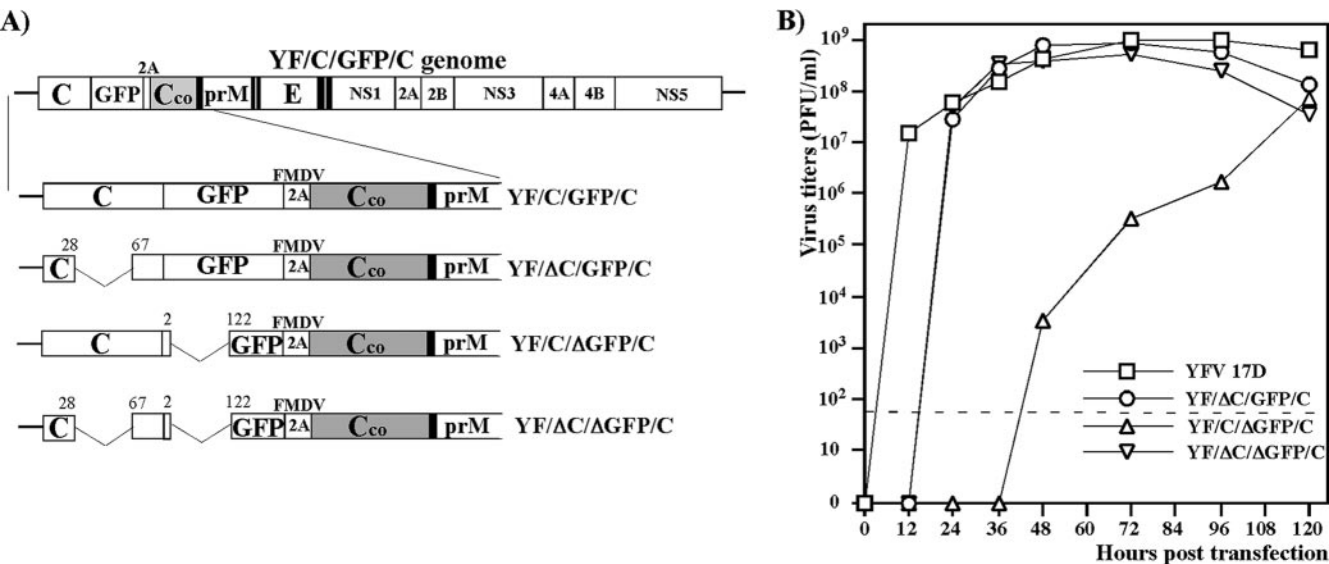 A)
YF/C/GFP/C genome
2A
C GFP Cco prM E NS1 2A 2B NS3 4A 4B NS5
FMDV
C GFP 2A Cco prM YF/C/GFP/C
28 67 FMDV
C GFP 2A Cco prM YF/ΔC/GFP/C
2 122 FMDV
C GFP 2A Cco prM YF/C/ΔGFP/C
28 67 2 122 FMDV
C GFP 2A Cco prM YF/ΔC/ΔGFP/C
B)
Virus titers (PFU/ml)
10⁹
10⁸
10⁷
10⁶
10⁵
10⁴
10³
10²
10
0
YFV 17D
YF/ΔC/GFP/C
YF/C/ΔGFP/C
YF/ΔC/ΔGFP/C
0 12 24 36 48 60 72 84 96 108 120
Hours post transfection